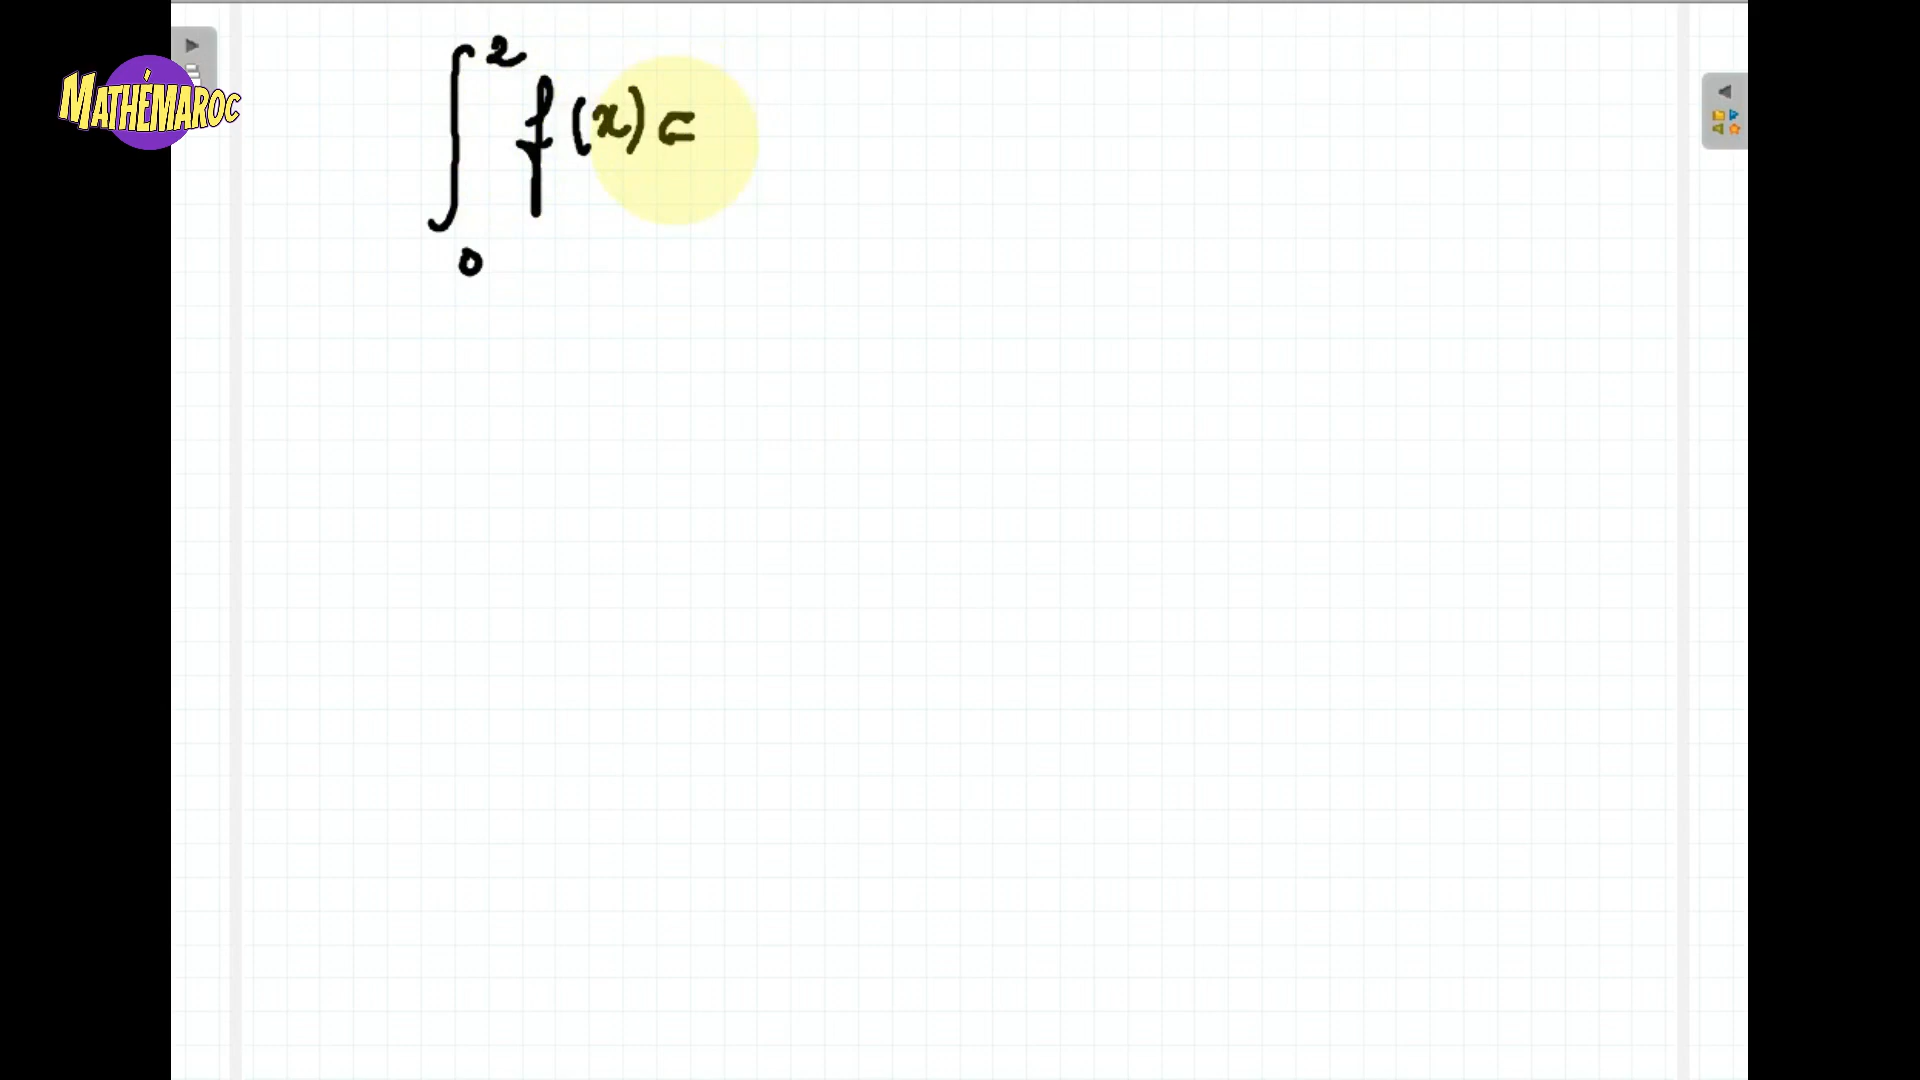 MATHÉMAROC
∫₀² f(x) =